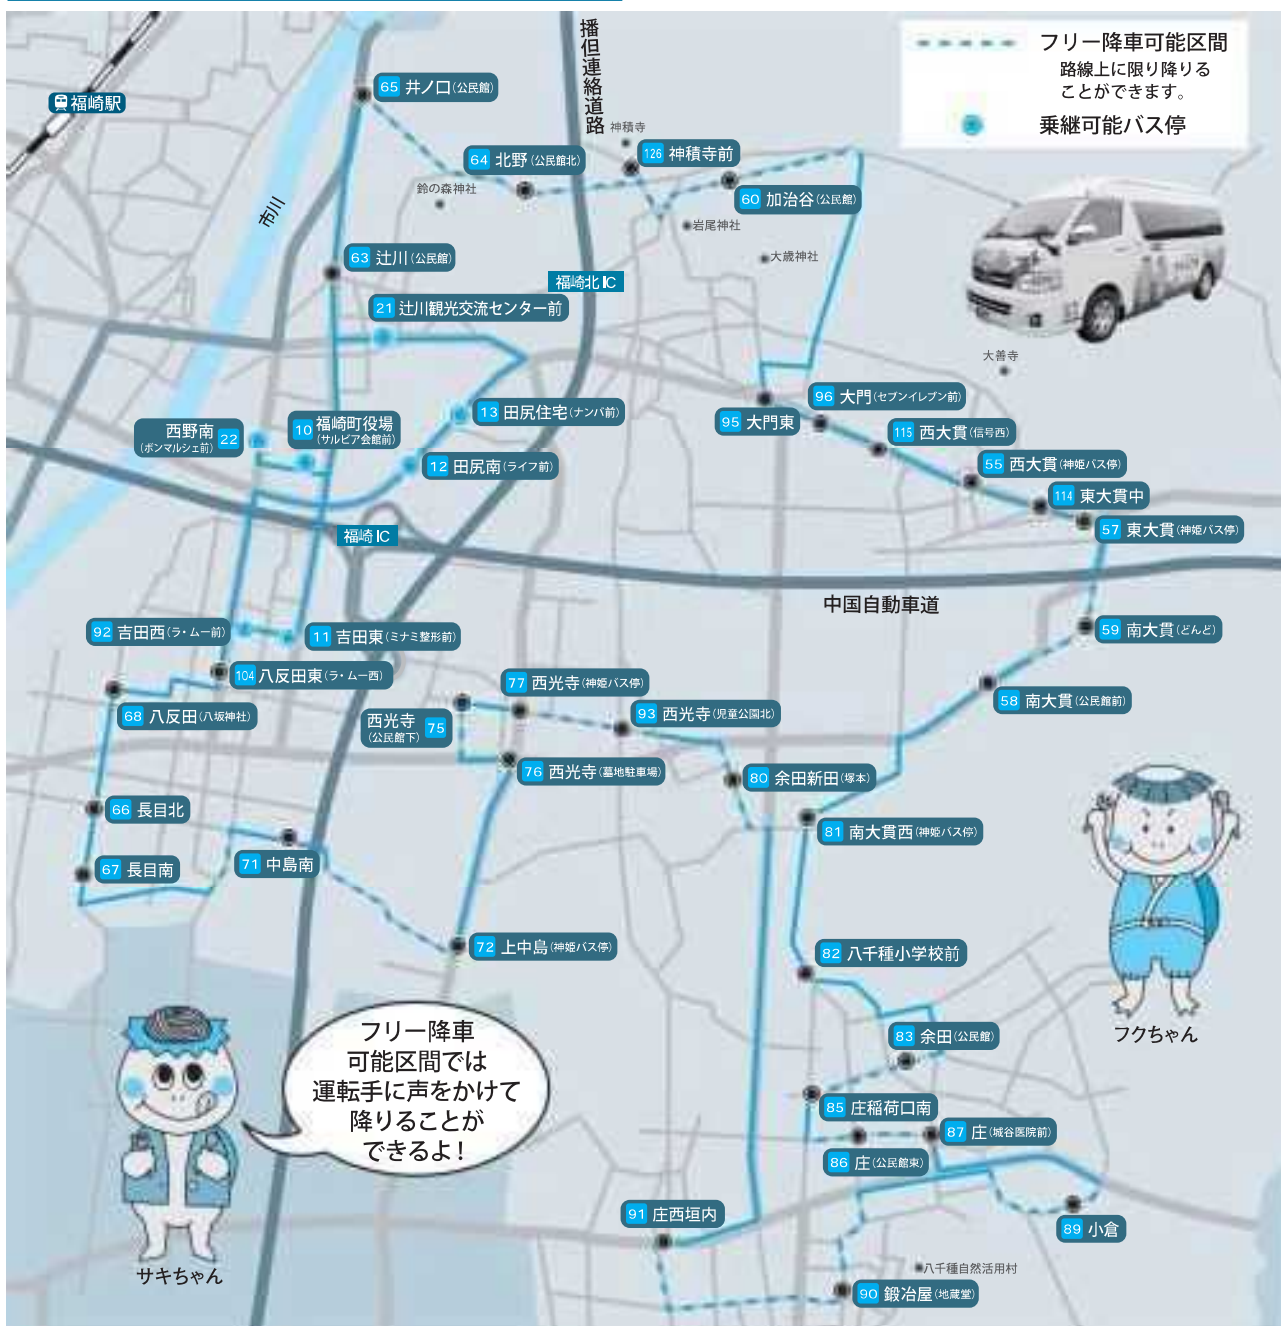 福崎駅
播但連絡道路
フリー降車可能区間
路線上に限り降りる
ことができます。
乗継可能バス停
65 井ノ口(公民館)
神積寺
64 北野(公民館北)
126 神積寺前
鈴の森神社
60 加治谷(公民館)
市川
岩尾神社
63 辻川(公民館)
大歳神社
福崎北IC
21 辻川観光交流センター前
大善寺
96 大門(セブンイレブン前)
13 田尻住宅(ナンバ前)
95 大門東
西野南
(ボンマルシェ前)
22
10
福崎町役場
(サルビア会館前)
115 西大貫(信号西)
12 田尻南(ライフ前)
55 西大貫(神姫バス停)
114 東大貫中
57 東大貫(神姫バス停)
福崎IC
中国自動車道
92 吉田西(ラ・ムー前)
11 吉田東(ミナミ整形前)
59 南大貫(どんど)
104 八反田東(ラ・ムー西)
77 西光寺(神姫バス停)
58 南大貫(公民館前)
68 八反田(八坂神社)
西光寺
(公民館下)
75
93 西光寺(児童公園北)
76 西光寺(墓地駐車場)
80 余田新田(塚本)
66 長目北
81 南大貫西(神姫バス停)
67 長目南
71 中島南
72 上中島(神姫バス停)
82 八千種小学校前
フクちゃん
83 余田(公民館)
フリー降車
可能区間では
運転手に声をかけて
降りることが
できるよ!
85 庄稲荷口南
87 庄(城谷医院前)
86 庄(公民館東)
91 庄西垣内
89 小倉
サキちゃん
八千種自然活用村
90 鍛冶屋(地蔵堂)